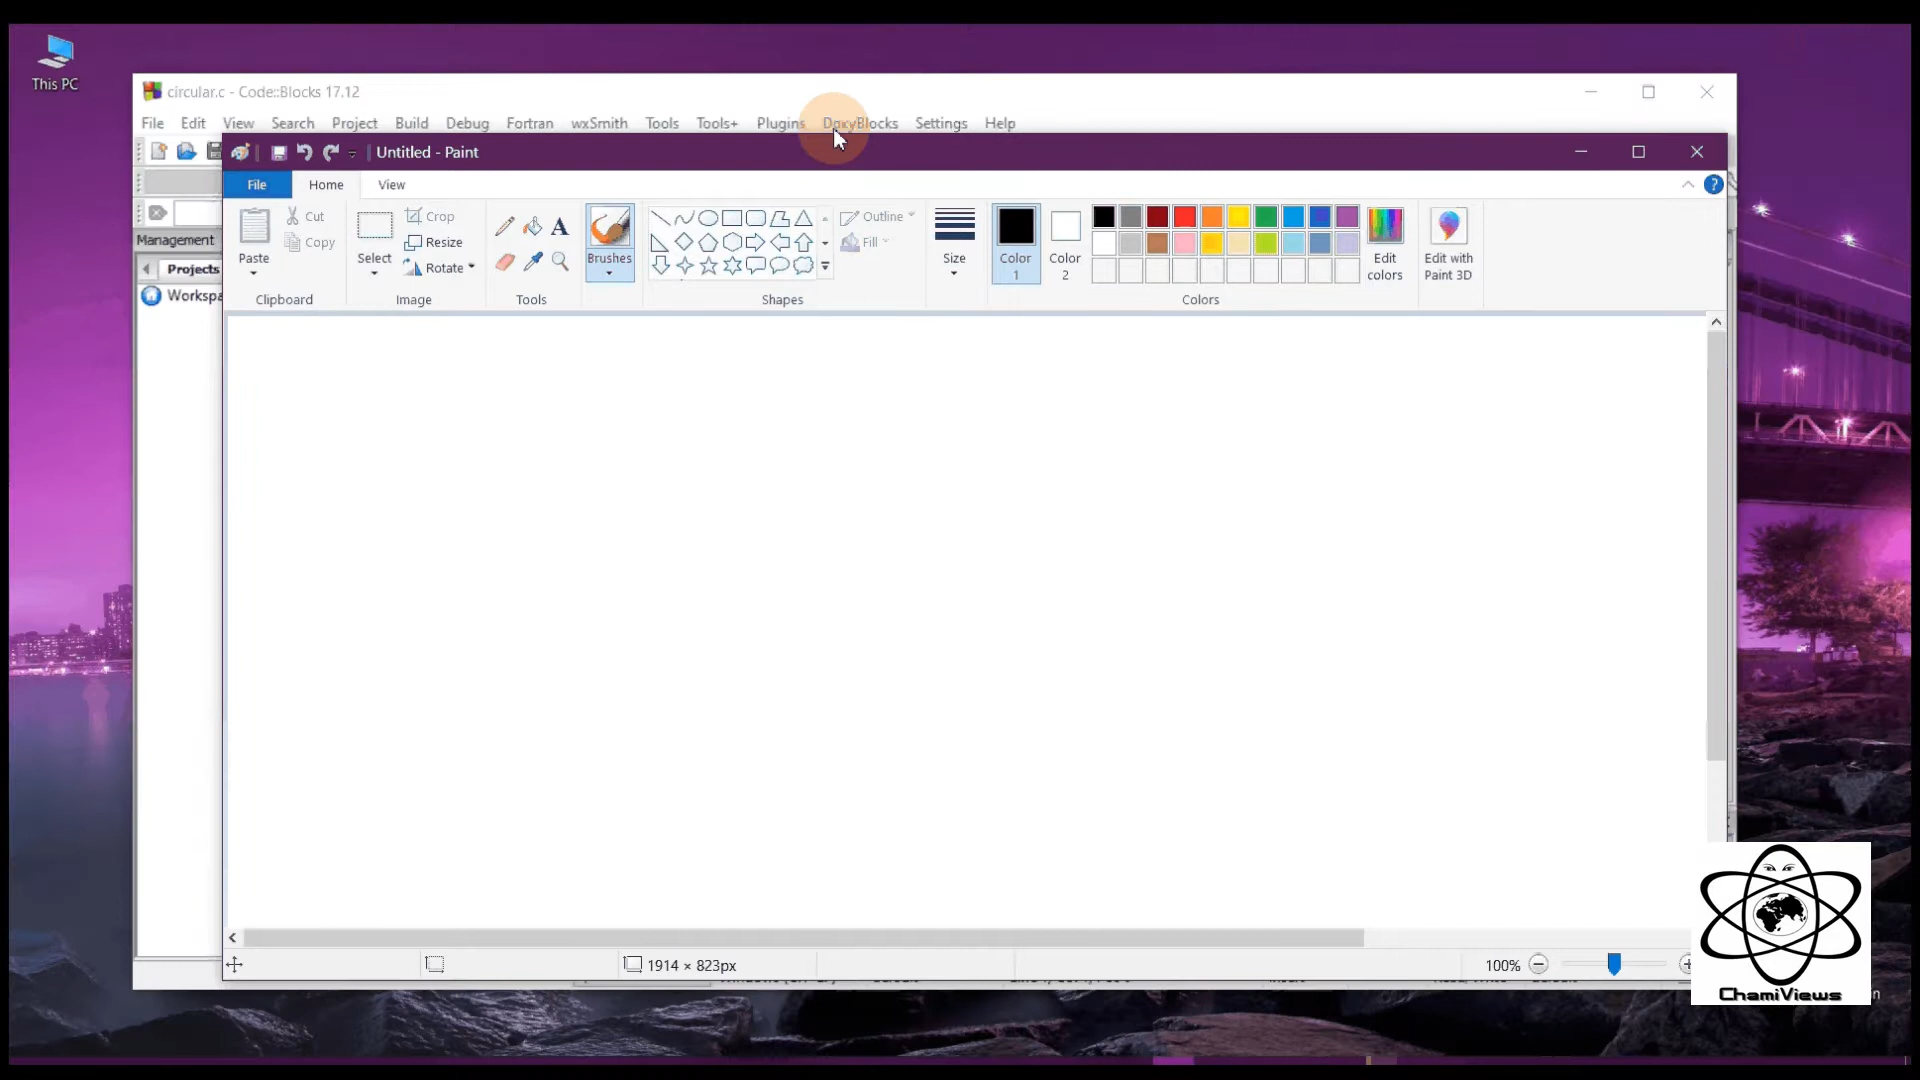 This PC
circular.c - Code::Blocks 17.12
File Edit View Search Project Build Debug Fortran wxSmith Tools Tools+ Plugins DoxyBlocks Settings Help
Untitled - Paint
File Home View
Management
Projects
Workspa
Paste
Cut
Copy
Clipboard
Select
Crop
Resize
Rotate
Image
Tools
Brushes
Outline
Fill
Shapes
Size
Color 1
Color 2
Edit colors
Colors
Edit with Paint 3D
1914 × 823px
100%
ChamiViews